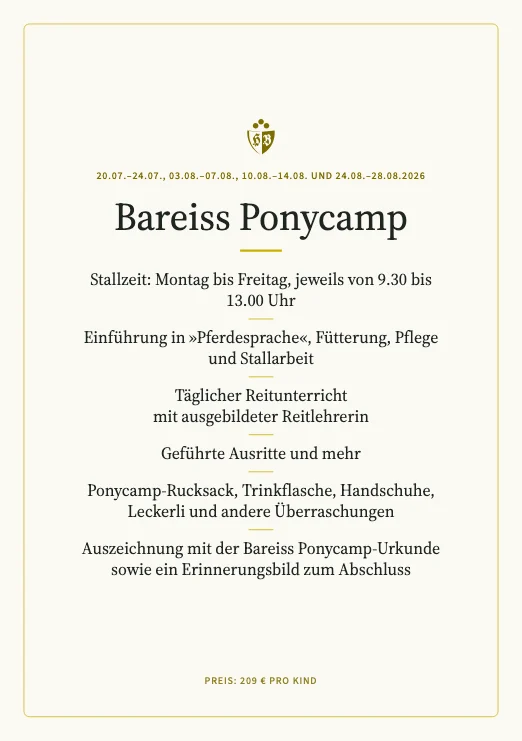 HB
20.07.–24.07., 03.08.–07.08., 10.08.–14.08. UND 24.08.–28.08.2026
Bareiss Ponycamp
Stallzeit: Montag bis Freitag, jeweils von 9.30 bis
13.00 Uhr
Einführung in »Pferdesprache«, Fütterung, Pflege
und Stallarbeit
Täglicher Reitunterricht
mit ausgebildeter Reitlehrerin
Geführte Ausritte und mehr
Ponycamp-Rucksack, Trinkflasche, Handschuhe,
Leckerli und andere Überraschungen
Auszeichnung mit der Bareiss Ponycamp-Urkunde
sowie ein Erinnerungsbild zum Abschluss
PREIS: 209 € PRO KIND